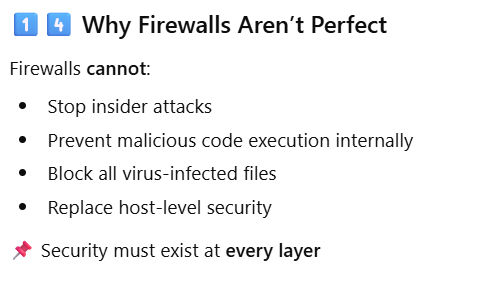 1️⃣ 4️⃣ Why Firewalls Aren’t Perfect
Firewalls cannot:
• Stop insider attacks
• Prevent malicious code execution internally
• Block all virus-infected files
• Replace host-level security
📌 Security must exist at every layer